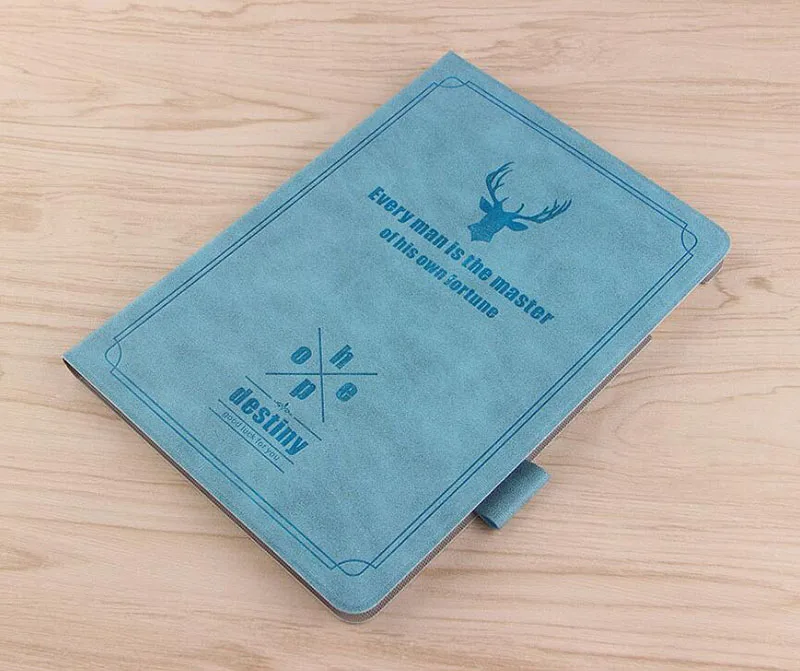 Every man is the master
of his own fortune
o h
p e
destiny
good luck for you